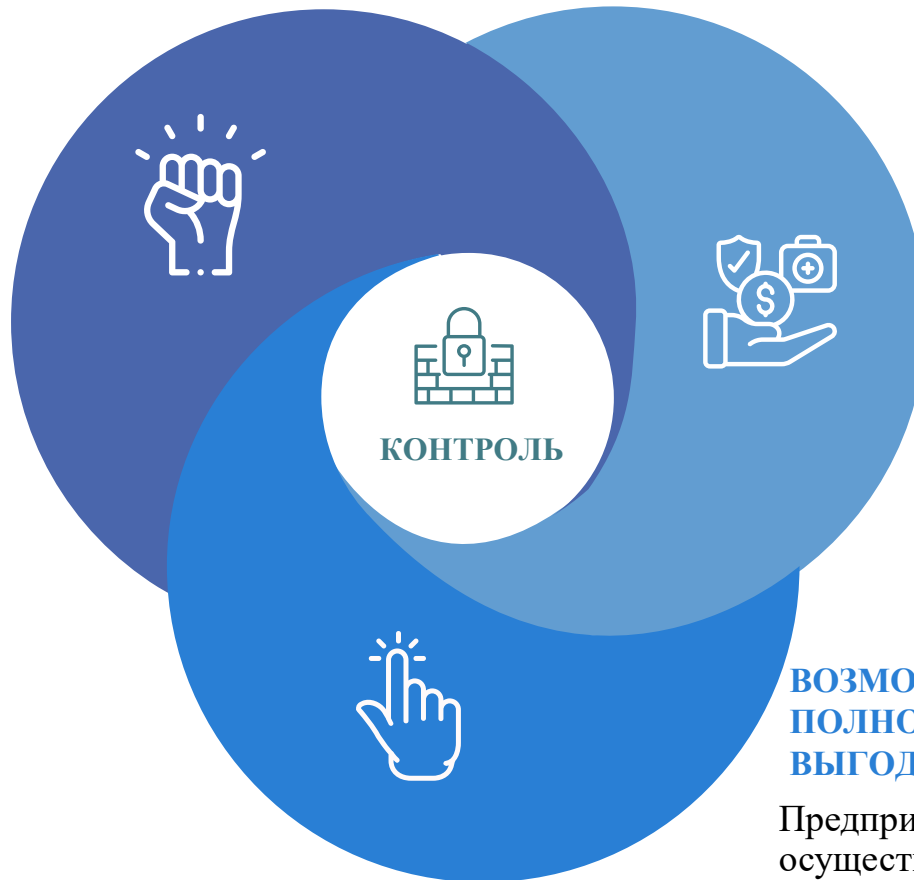 КОНТРОЛЬ
ВОЗМО
ПОЛНО
ВЫГОД
Предпри
осущест